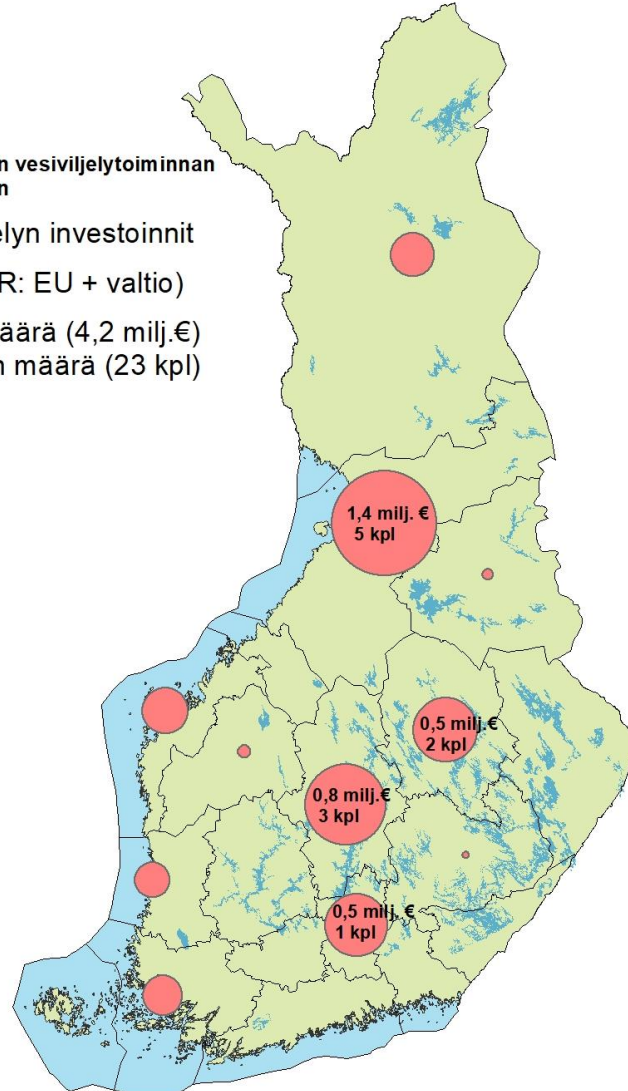 n vesiviljelytoiminnan
n
elyn investoinnit
R: EU + valtio)
äärä (4,2 milj.€)
n määrä (23 kpl)
1,4 milj. €
5 kpl
0,5 milj.€
2 kpl
0,8 milj.€
3 kpl
0,5 milj. €
1 kpl